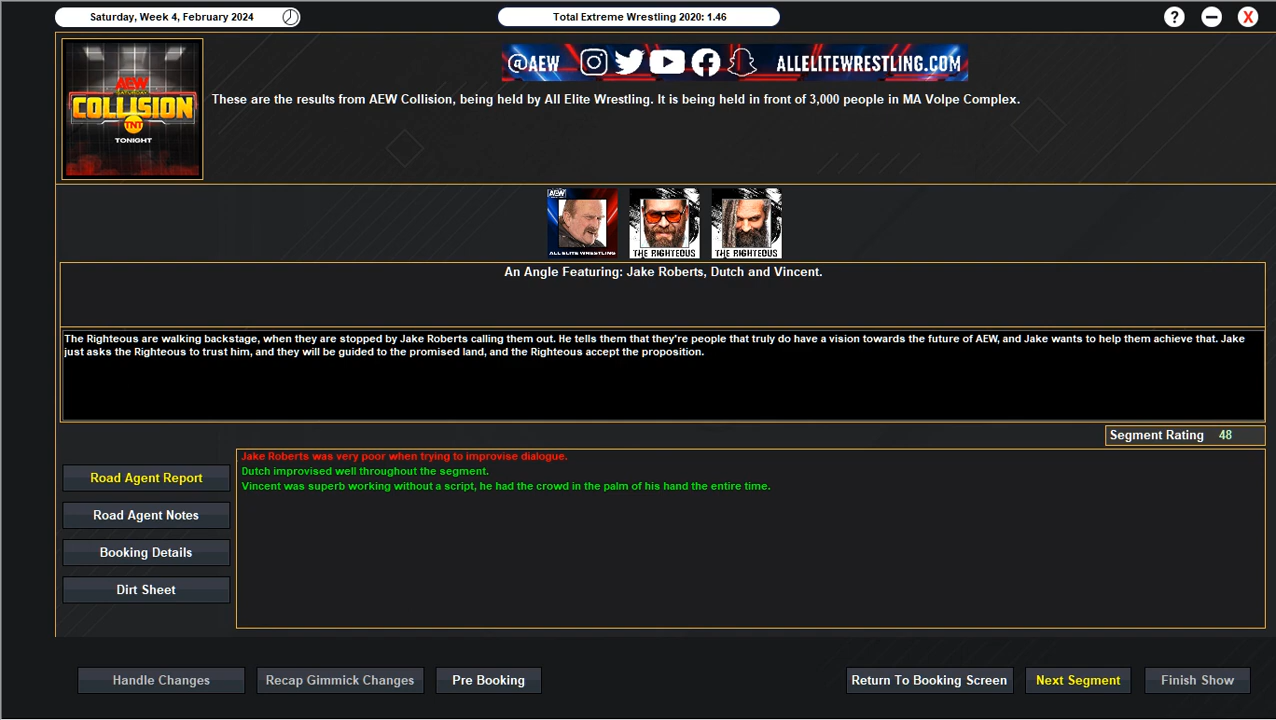 Saturday, Week 4, February 2024
Total Extreme Wrestling 2020: 1.46
?
X
AEW
SATURDAY
COLLISION
TNT
TONIGHT
@AEW
ALLELITEWRESTLING.COM
These are the results from AEW Collision, being held by All Elite Wrestling. It is being held in front of 3,000 people in MA Volpe Complex.
AEW
ALL ELITE WRESTLING
THE RIGHTEOUS
THE RIGHTEOUS
An Angle Featuring: Jake Roberts, Dutch and Vincent.
The Righteous are walking backstage, when they are stopped by Jake Roberts calling them out. He tells them that they're people that truly do have a vision towards the future of AEW, and Jake wants to help them achieve that. Jake
just asks the Righteous to trust him, and they will be guided to the promised land, and the Righteous accept the proposition.
Segment Rating 48
Jake Roberts was very poor when trying to improvise dialogue.
Dutch improvised well throughout the segment.
Vincent was superb working without a script, he had the crowd in the palm of his hand the entire time.
Road Agent Report
Road Agent Notes
Booking Details
Dirt Sheet
Handle Changes
Recap Gimmick Changes
Pre Booking
Return To Booking Screen
Next Segment
Finish Show